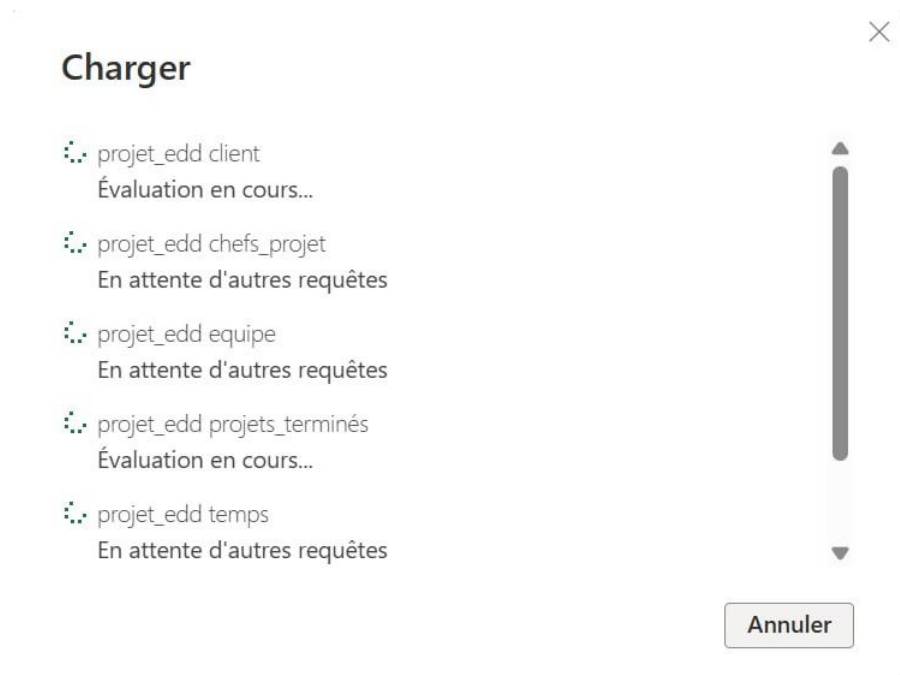 Charger
projet_edd client
Évaluation en cours...
projet_edd chefs_projet
En attente d'autres requêtes
projet_edd equipe
En attente d'autres requêtes
projet_edd projets_terminés
Évaluation en cours...
projet_edd temps
En attente d'autres requêtes
Annuler